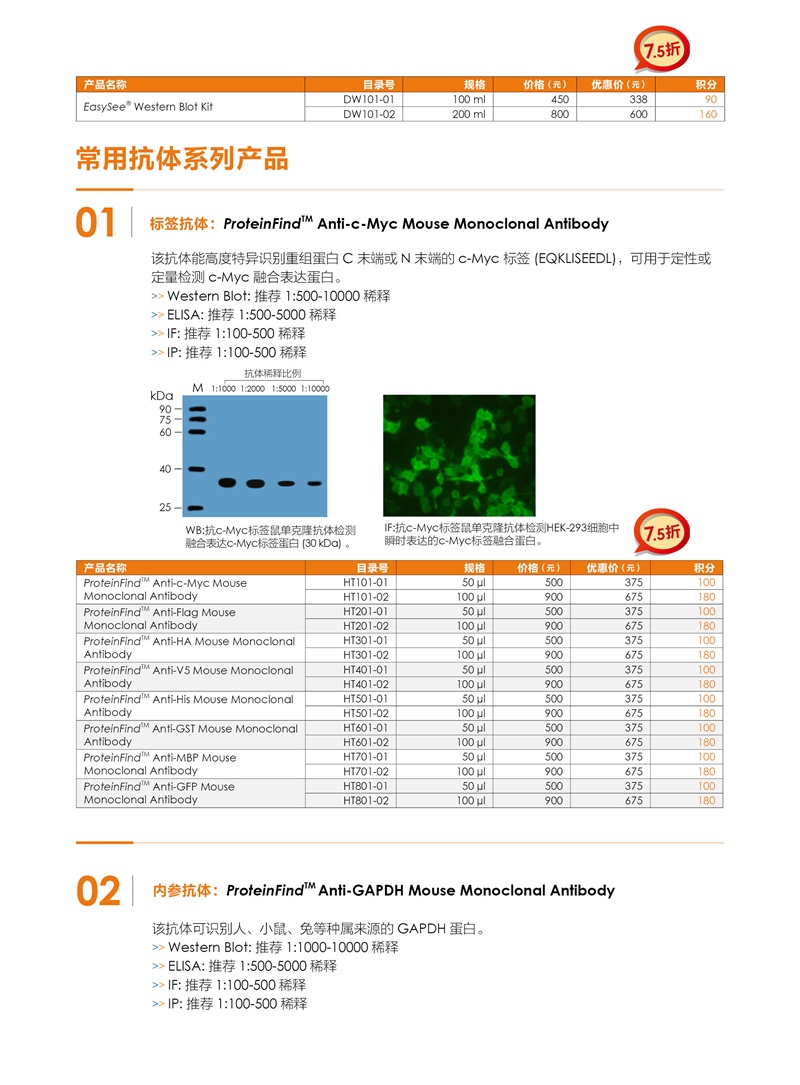 7.5折
产品名称 目录号 规格 价格（元） 优惠价（元） 积分
EasySee® Western Blot Kit
DW101-01 100 ml 450 338 90
DW101-02 200 ml 800 600 160
常用抗体系列产品
01 标签抗体：ProteinFind™ Anti-c-Myc Mouse Monoclonal Antibody
该抗体能高度特异识别重组蛋白 C 末端或 N 末端的 c-Myc 标签 (EQKLISEEDL)，可用于定性或
定量检测 c-Myc 融合表达蛋白。
>> Western Blot: 推荐 1:500-10000 稀释
>> ELISA: 推荐 1:500-5000 稀释
>> IF: 推荐 1:100-500 稀释
>> IP: 推荐 1:100-500 稀释
抗体稀释比例
kDa M 1:1000 1:2000 1:5000 1:10000
90
75
60
40
25
WB:抗c-Myc标签鼠单克隆抗体检测
融合表达c-Myc标签蛋白 (30 kDa) 。
IF:抗c-Myc标签鼠单克隆抗体检测HEK-293细胞中
瞬时表达的c-Myc标签融合蛋白。
7.5折
产品名称 目录号 规格 价格（元） 优惠价（元） 积分
ProteinFind™ Anti-c-Myc Mouse HT101-01 50 μl 500 375 100
Monoclonal Antibody HT101-02 100 μl 900 675 180
ProteinFind™ Anti-Flag Mouse HT201-01 50 μl 500 375 100
Monoclonal Antibody HT201-02 100 μl 900 675 180
ProteinFind™ Anti-HA Mouse Monoclonal HT301-01 50 μl 500 375 100
Antibody HT301-02 100 μl 900 675 180
ProteinFind™ Anti-V5 Mouse Monoclonal HT401-01 50 μl 500 375 100
Antibody HT401-02 100 μl 900 675 180
ProteinFind™ Anti-His Mouse Monoclonal HT501-01 50 μl 500 375 100
Antibody HT501-02 100 μl 900 675 180
ProteinFind™ Anti-GST Mouse Monoclonal HT601-01 50 μl 500 375 100
Antibody HT601-02 100 μl 900 675 180
ProteinFind™ Anti-MBP Mouse HT701-01 50 μl 500 375 100
Monoclonal Antibody HT701-02 100 μl 900 675 180
ProteinFind™ Anti-GFP Mouse HT801-01 50 μl 500 375 100
Monoclonal Antibody HT801-02 100 μl 900 675 180
02 内参抗体：ProteinFind™ Anti-GAPDH Mouse Monoclonal Antibody
该抗体可识别人、小鼠、兔等种属来源的 GAPDH 蛋白。
>> Western Blot: 推荐 1:1000-10000 稀释
>> ELISA: 推荐 1:500-5000 稀释
>> IF: 推荐 1:100-500 稀释
>> IP: 推荐 1:100-500 稀释